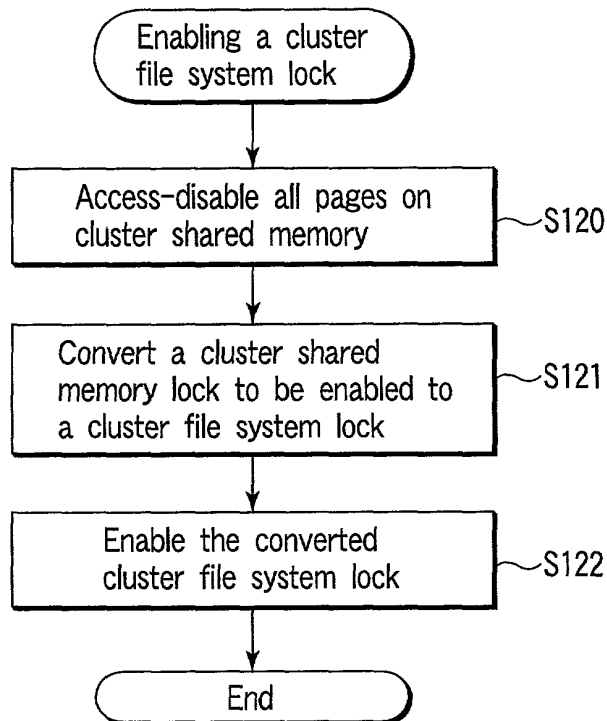 Enabling a cluster
file system lock
Access-disable all pages on
cluster shared memory
S120
Convert a cluster shared
memory lock to be enabled to
a cluster file system lock
S121
Enable the converted
cluster file system lock
S122
End